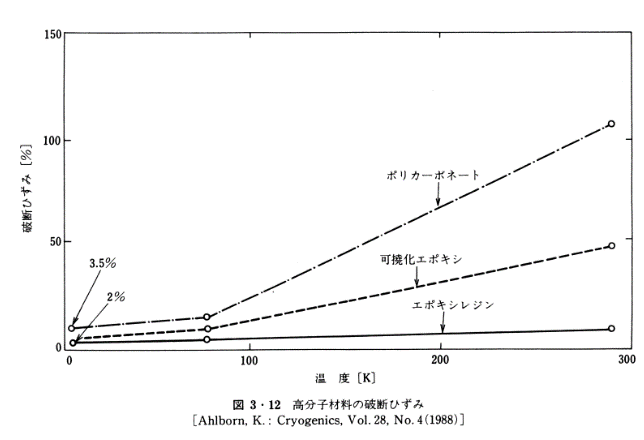 150
100
50
0
破断ひずみ [%]
3.5%
2%
ポリカーボネート
可撓化エポキシ
エポキシレジン
0
100
200
300
温 度 [K]
図 3・12 高分子材料の破断ひずみ
[Ahlborn, K.: Cryogenics, Vol. 28, No. 4 (1988)]